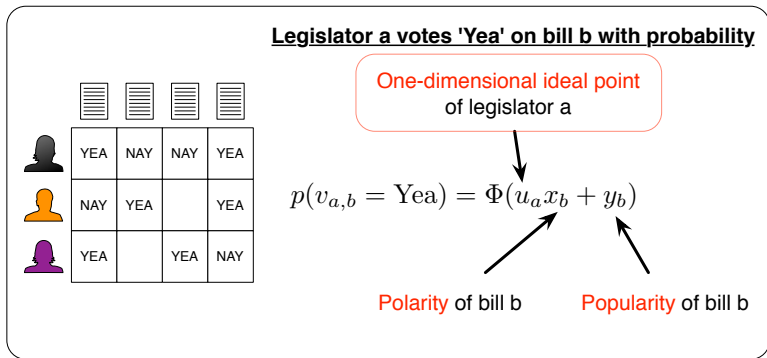 Legislator a votes 'Yea' on bill b with probability
One-dimensional ideal point
of legislator a
YEA NAY NAY YEA
NAY YEA YEA
YEA YEA NAY
p(v_{a,b} = Yea) = Φ(u_a x_b + y_b)
Polarity of bill b
Popularity of bill b